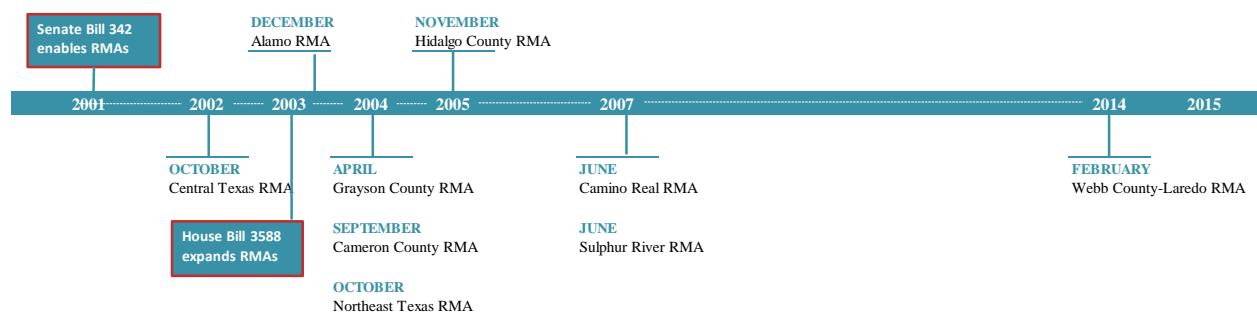 Senate Bill 342
enables RMAs
DECEMBER
Alamo RMA
NOVEMBER
Hidalgo County RMA
2001 2002 2003 2004 2005 2007 2014 2015
OCTOBER
Central Texas RMA
House Bill 3588
expands RMAs
APRIL
Grayson County RMA
SEPTEMBER
Cameron County RMA
OCTOBER
Northeast Texas RMA
JUNE
Camino Real RMA
JUNE
Sulphur River RMA
FEBRUARY
Webb County-Laredo RMA